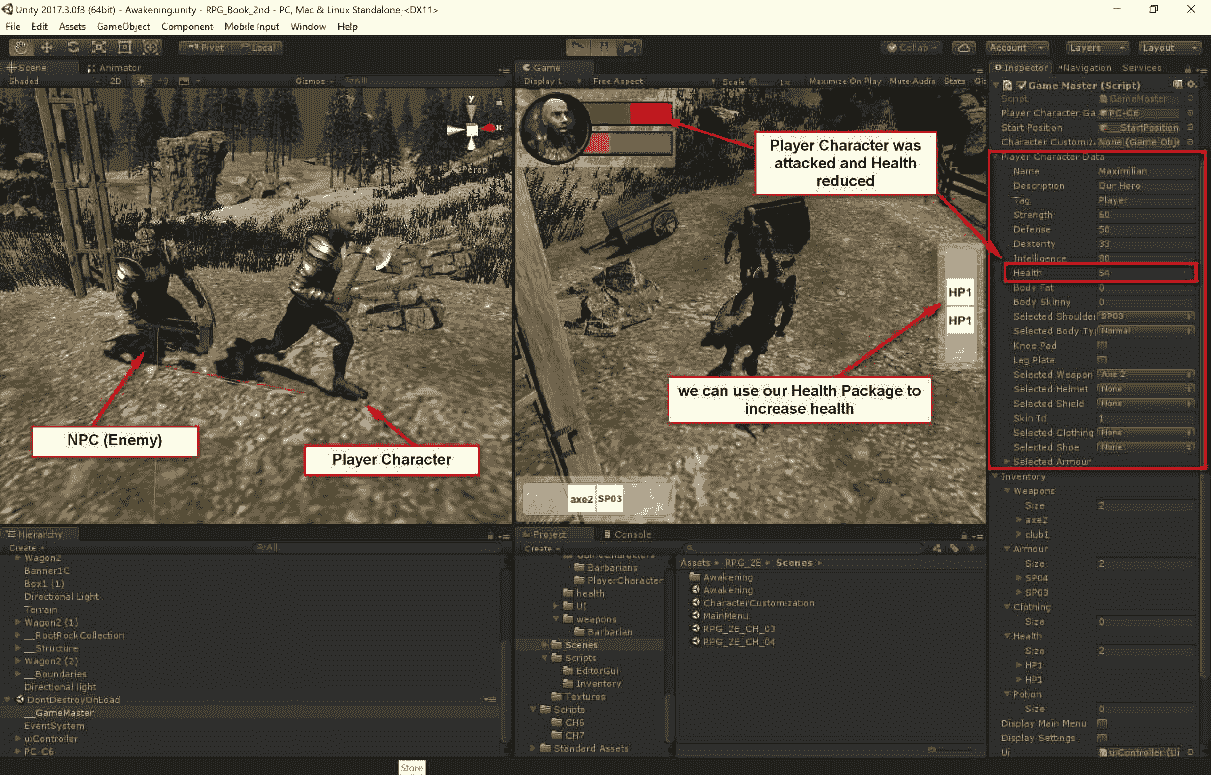 Unity 2017.3.0f3 (64bit) - Awakening.unity - RPG_Book_2nd - PC, Mac & Linux Standalone <DX11>
File Edit Assets GameObject Component Mobile Input Window Help
Pivot Local
Collab Account Layers Layout
Scene Animator
Shaded 2D Gizmos All
y
x
Persp
NPC (Enemy)
Player Character
Game
Display 1 Free Aspect Scale 1x Maximize On Play Mute Audio Stats
Player Character was
attacked and Health
reduced
HP1
HP1
we can use our Health Package to
increase health
axe2 SP03
Inspector Navigation Services
Game Master (Script)
Script GameMaster
Player Character Ga PC-C6
Start Position __StartPosition
Character Customiz None (Game Obje
Player Character Data
Name Maximilian
Description Our Hero
Tag Player
Strength 60
Defense 50
Dexterity 33
Intelligence 80
Health 54
Body Fat 0
Body Skinny 0
Selected Shoulder SP03
Selected Body Ty Normal
Knee Pad
Leg Plate
Selected Weapon Axe 2
Selected Helmet None
Selected Shield None
Skin Id 1
Selected Clothing None
Selected Shoe None
Selected Armour
Inventory
Weapons
Size 2
axe2
club1
Armour
Size 2
SP04
SP03
Clothing
Size 0
Health
Size 2
HP1
HP1
Potion
Size 0
Display Main Menu
Display Settings
Ui uiController (Ui
Hierarchy
Create All
Wagon2
Banner1C
Box1 (1)
Directional Light
Terrain
Wagon2 (1)
__RootRockCollection
__Structure
Wagon2 (2)
__Boundaries
Directional light
DontDestroyOnLoad
__GameMaster
EventSystem
uiController
PC-C6
Project Console
Create
Barbarians
PlayerCharacter
health
UI
weapons
Barbarian
Scenes
Scripts
EditorGui
Inventory
Textures
Scripts
CH6
CH7
Standard Assets
Assets RPG_2E Scenes
Awakening
Awakening
CharacterCustomization
MainMenu
RPG_2E_CH_03
RPG_2E_CH_04
Store